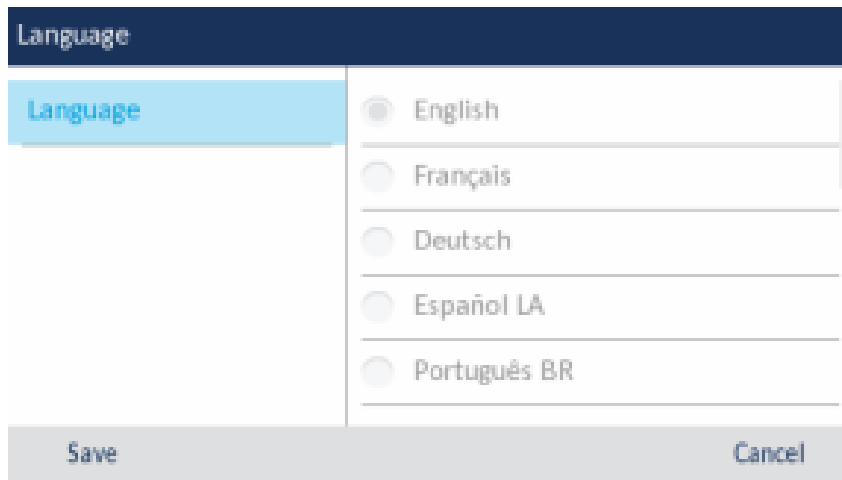 Language
Language
English
Français
Deutsch
Español LA
Português BR
Save Cancel